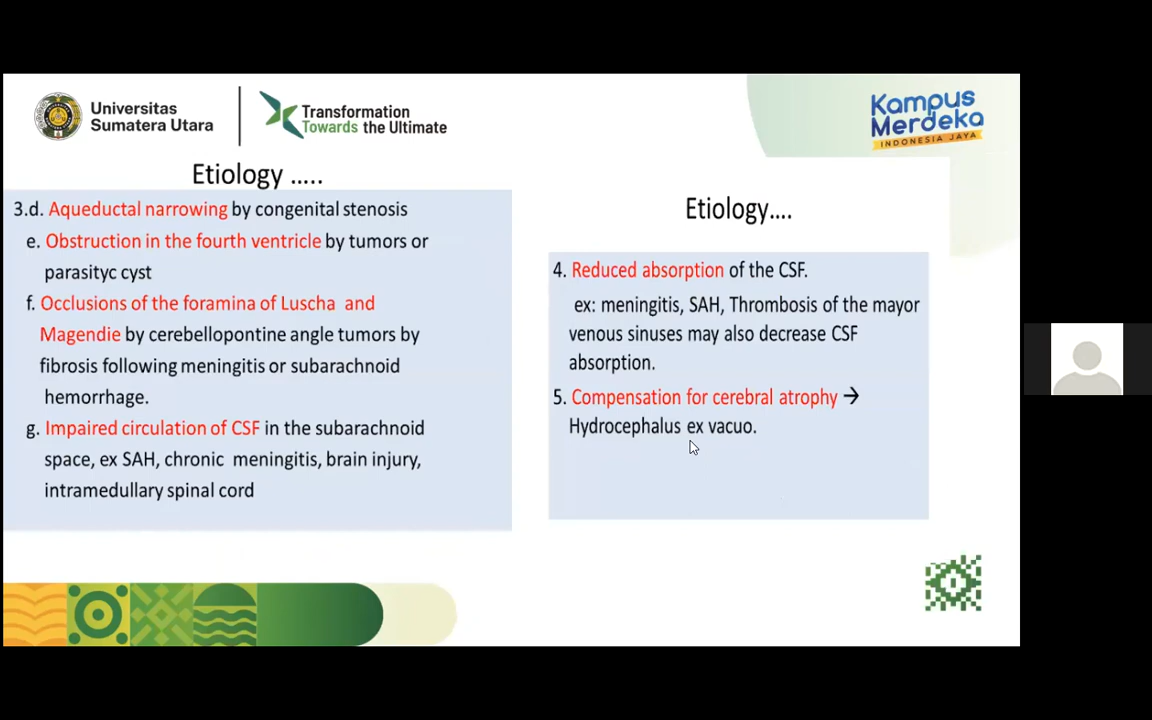 Universitas
Sumatera Utara
Transformation
Towards the Ultimate
Kampus
Merdeka
INDONESIA JAYA
Etiology …..
3.d. Aqueductal narrowing by congenital stenosis
e. Obstruction in the fourth ventricle by tumors or
parasityc cyst
f. Occlusions of the foramina of Luscha and
Magendie by cerebellopontine angle tumors by
fibrosis following meningitis or subarachnoid
hemorrhage.
g. Impaired circulation of CSF in the subarachnoid
space, ex SAH, chronic meningitis, brain injury,
intramedullary spinal cord
Etiology….
4. Reduced absorption of the CSF.
ex: meningitis, SAH, Thrombosis of the mayor
venous sinuses may also decrease CSF
absorption.
5. Compensation for cerebral atrophy →
Hydrocephalus ex vacuo.